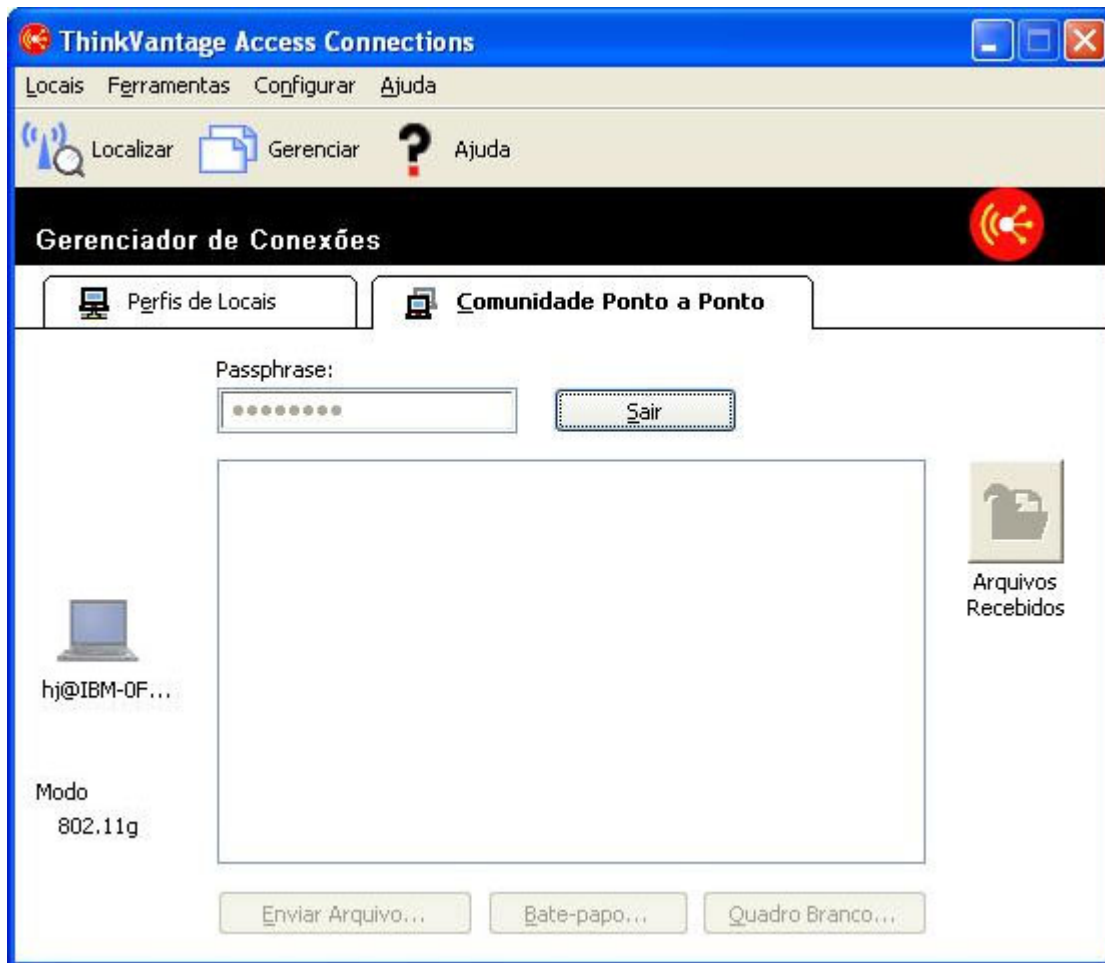 ThinkVantage Access Connections
Locais Ferramentas Configurar Ajuda
Localizar Gerenciar Ajuda
Gerenciador de Conexões
Perfis de Locais Comunidade Ponto a Ponto
Passphrase:
Sair
Arquivos
Recebidos
hj@IBM-0F...
Modo
802.11g
Enviar Arquivo... Bate-papo... Quadro Branco...